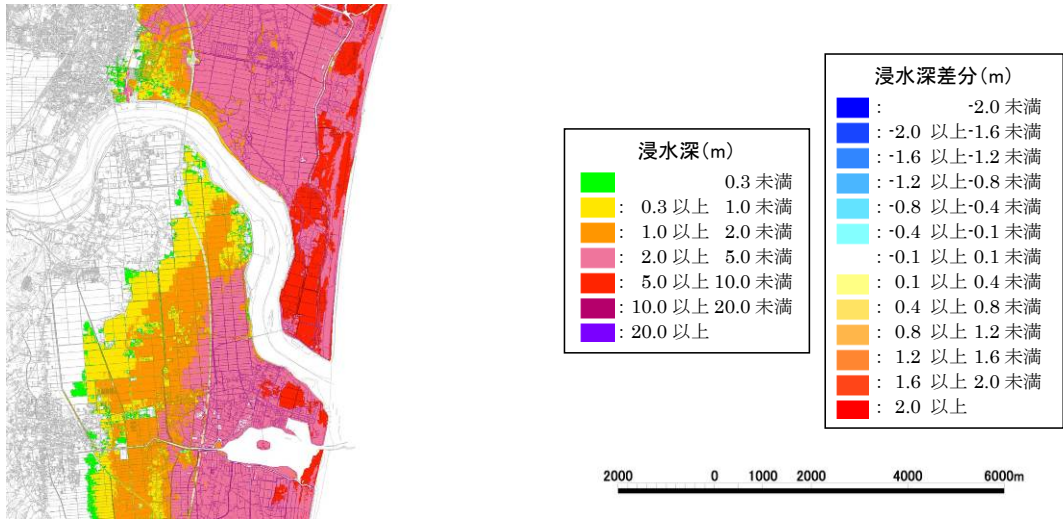 浸水深(m)
0.3 未満
: 0.3 以上 1.0 未満
: 1.0 以上 2.0 未満
: 2.0 以上 5.0 未満
: 5.0 以上 10.0 未満
: 10.0 以上 20.0 未満
: 20.0 以上
浸水深差分(m)
: -2.0 未満
: -2.0 以上 -1.6 未満
: -1.6 以上 -1.2 未満
: -1.2 以上 -0.8 未満
: -0.8 以上 -0.4 未満
: -0.4 以上 -0.1 未満
: -0.1 以上 0.1 未満
: 0.1 以上 0.4 未満
: 0.4 以上 0.8 未満
: 0.8 以上 1.2 未満
: 1.2 以上 1.6 未満
: 1.6 以上 2.0 未満
: 2.0 以上
2000 0 1000 2000 4000 6000m